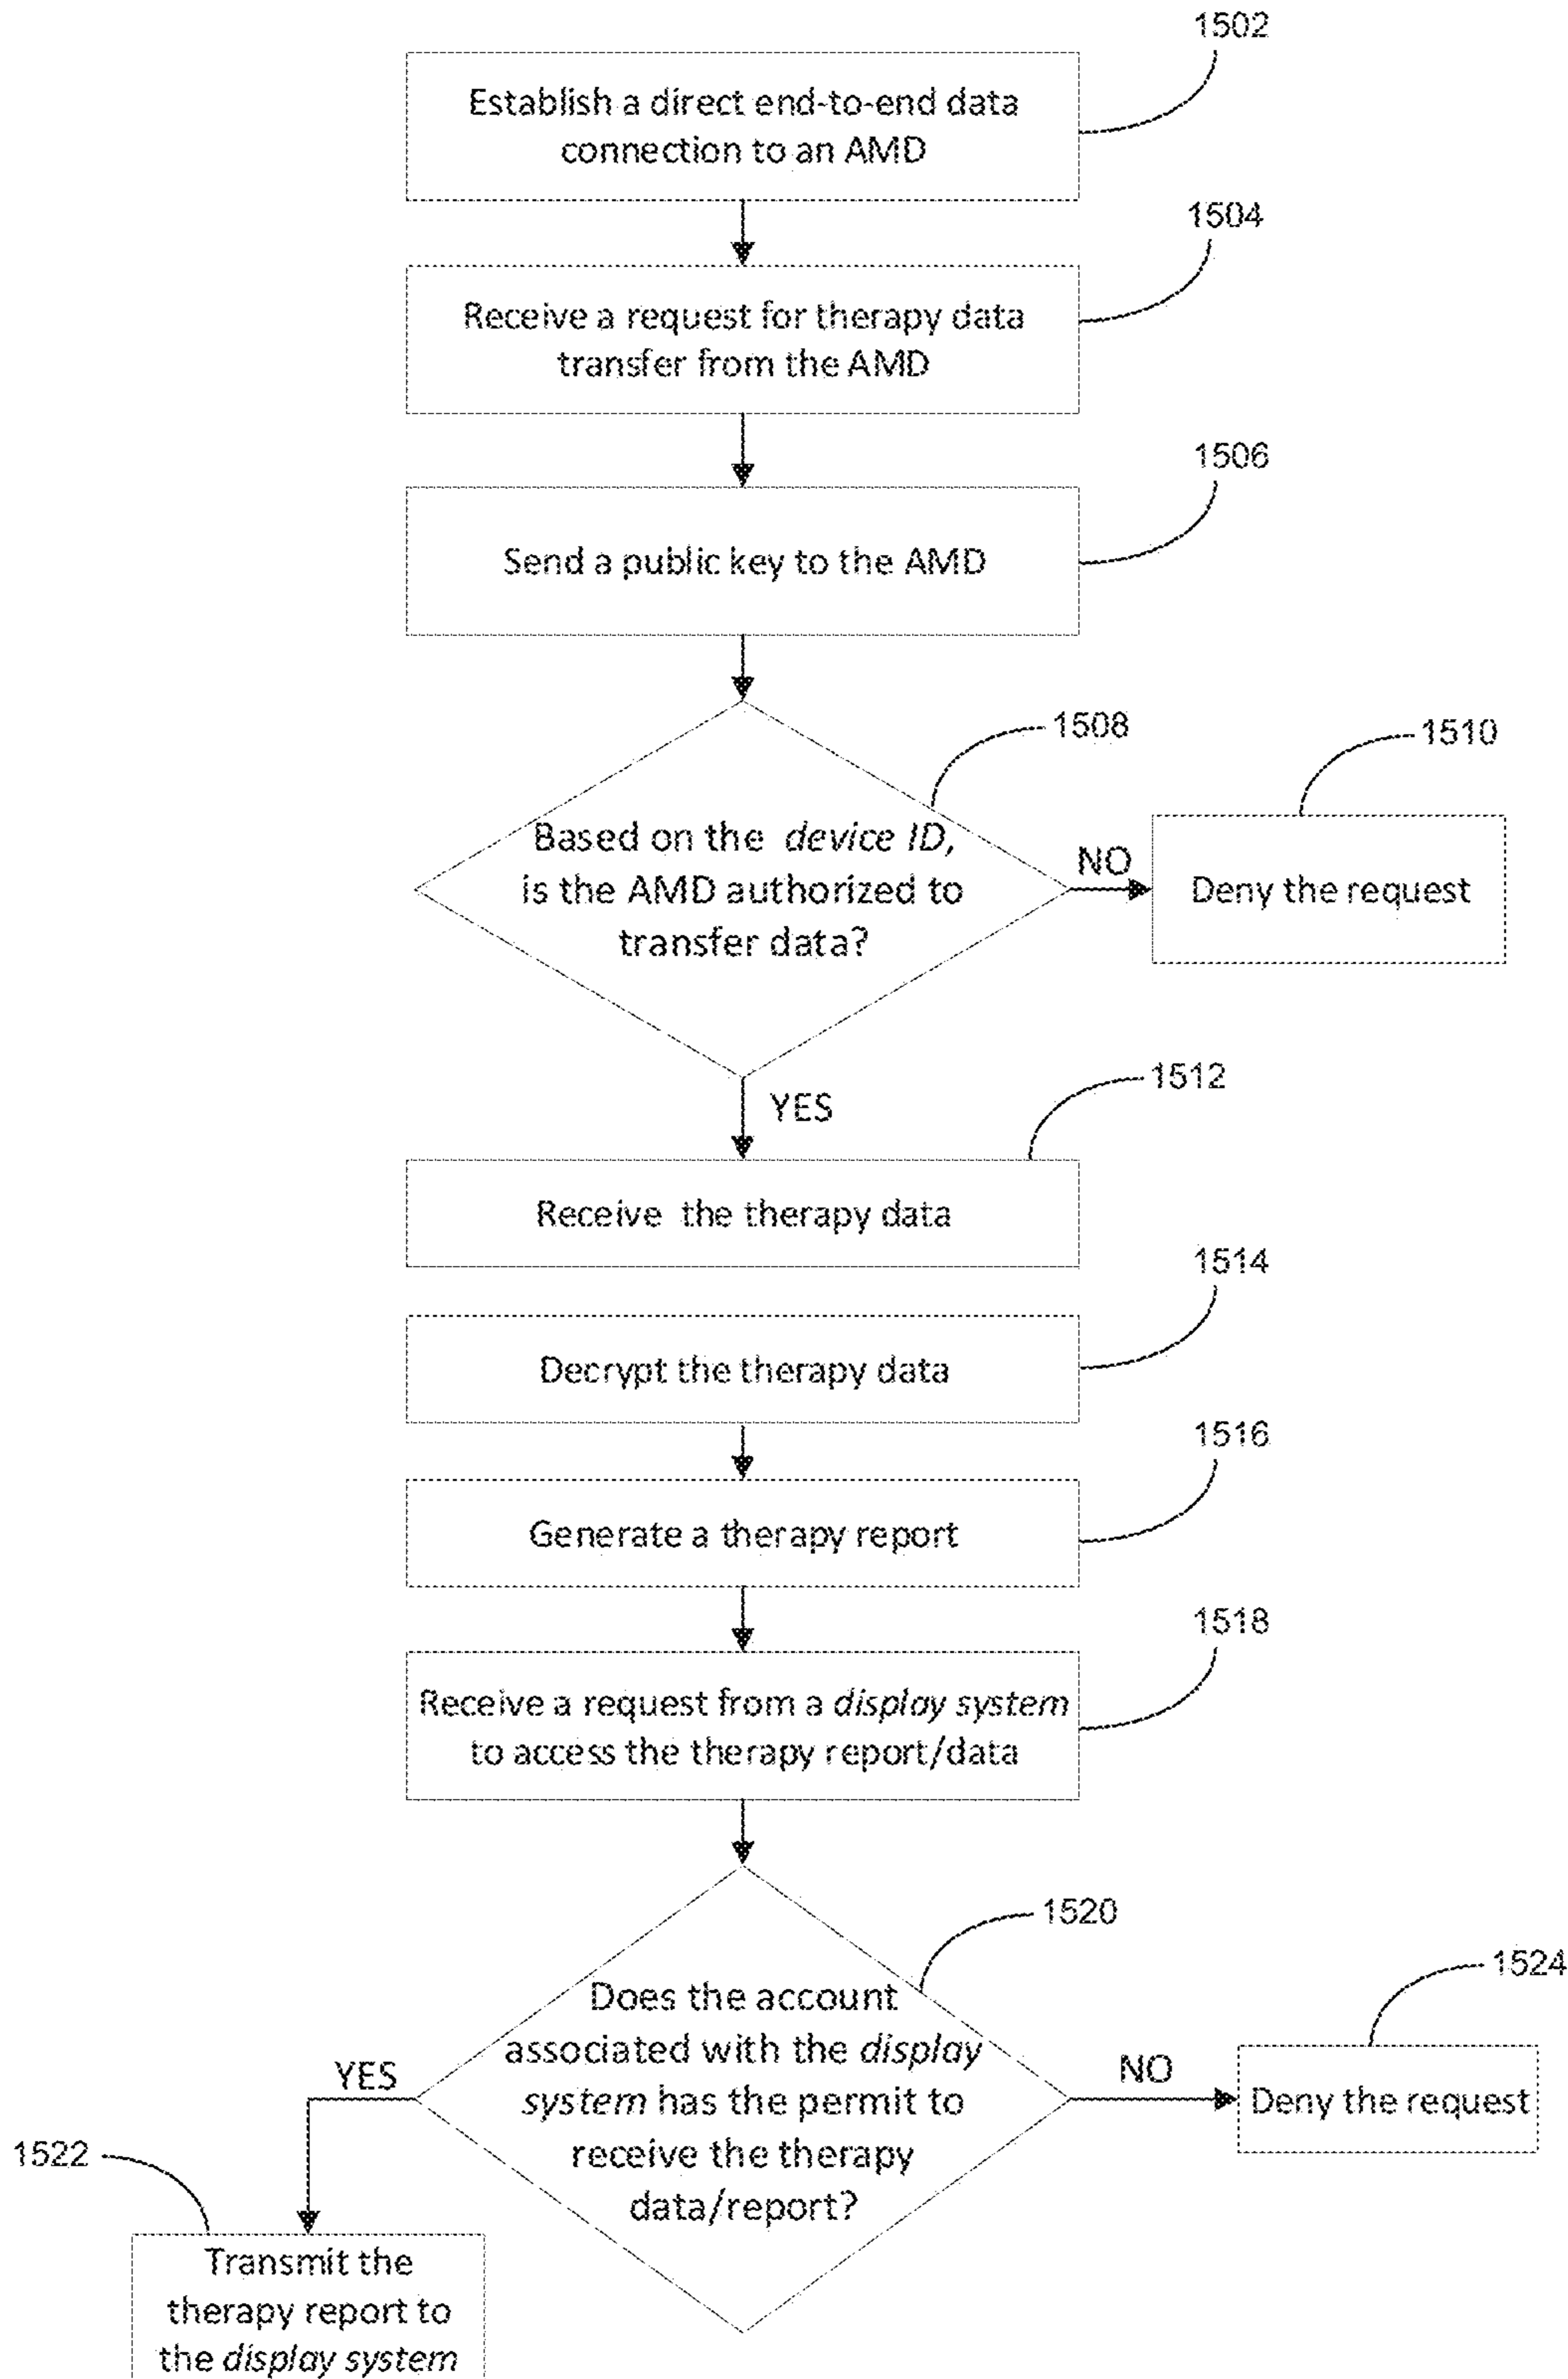 1502
Establish a direct end-to-end data
connection to an AMD
1504
Receive a request for therapy data
transfer from the AMD
1506
Send a public key to the AMD
1508
1510
Based on the device ID,
is the AMD authorized to
transfer data?
NO
Deny the request
YES
1512
Receive the therapy data
1514
Decrypt the therapy data
1516
Generate a therapy report
1518
Receive a request from a display system
to access the therapy report/data
1520
1524
Does the account
associated with the display
system has the permit to
receive the therapy
data/report?
YES
NO
Deny the request
1522
Transmit the
therapy report to
the display system